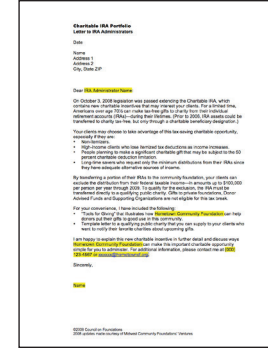 Charitable IRA Portfolio
Letter to IRA Administrators
Date
Name
Address 1
Address 2
City, State ZIP
Dear IRA Administrator Name
On October 3, 2008 legislation was passed extending the Charitable IRA, which
contains new charitable incentives that may interest your clients. For a limited time,
Americans over age 70½ can make tax-free gifts to charity from their individual
retirement accounts (IRAs)—during their lifetimes. (Prior to 2006, IRA assets could be
transferred to charity tax-free, but only through a charitable beneficiary designation.)
Your clients may choose to take advantage of this tax-saving charitable opportunity,
especially if they are:
• Non-itemizers.
• High-income clients who lose itemized tax deductions as income increases.
• People planning to make a significant charitable gift that may be subject to the 50
percent charitable deduction limitation.
• Long-time savers who request only the minimum distributions from their IRAs since
they have adequate alternative sources of income.
By transferring a portion of their IRAs to the community foundation, your clients can
exclude the distribution from their federal taxable income—in amounts up to $100,000
per person per year through 2009. To qualify for the exclusion, the IRA must be
transferred directly to a qualifying public charity. Gifts to private foundations, Donor
Advised Funds and Supporting Organizations are not eligible for this tax break.
For your convenience, I have included the following:
• "Tools for Giving" that illustrates how Hometown Community Foundation can help
donors put their gifts to good use in this community.
• Template letter to a qualifying public charity that you can supply to your clients who
want to notify their favorite charities about upcoming gifts.
I am happy to explain this new charitable incentive in further detail and discuss ways
Hometown Community Foundation can make this important charitable opportunity
simple for you to administer. For additional information, please contact me at (800)
123-4567 or xxxxxx@hometowncf.org.
Sincerely,
Name
©2006 Council on Foundations
2008 updates made courtesy of Midwest Community Foundations' Ventures